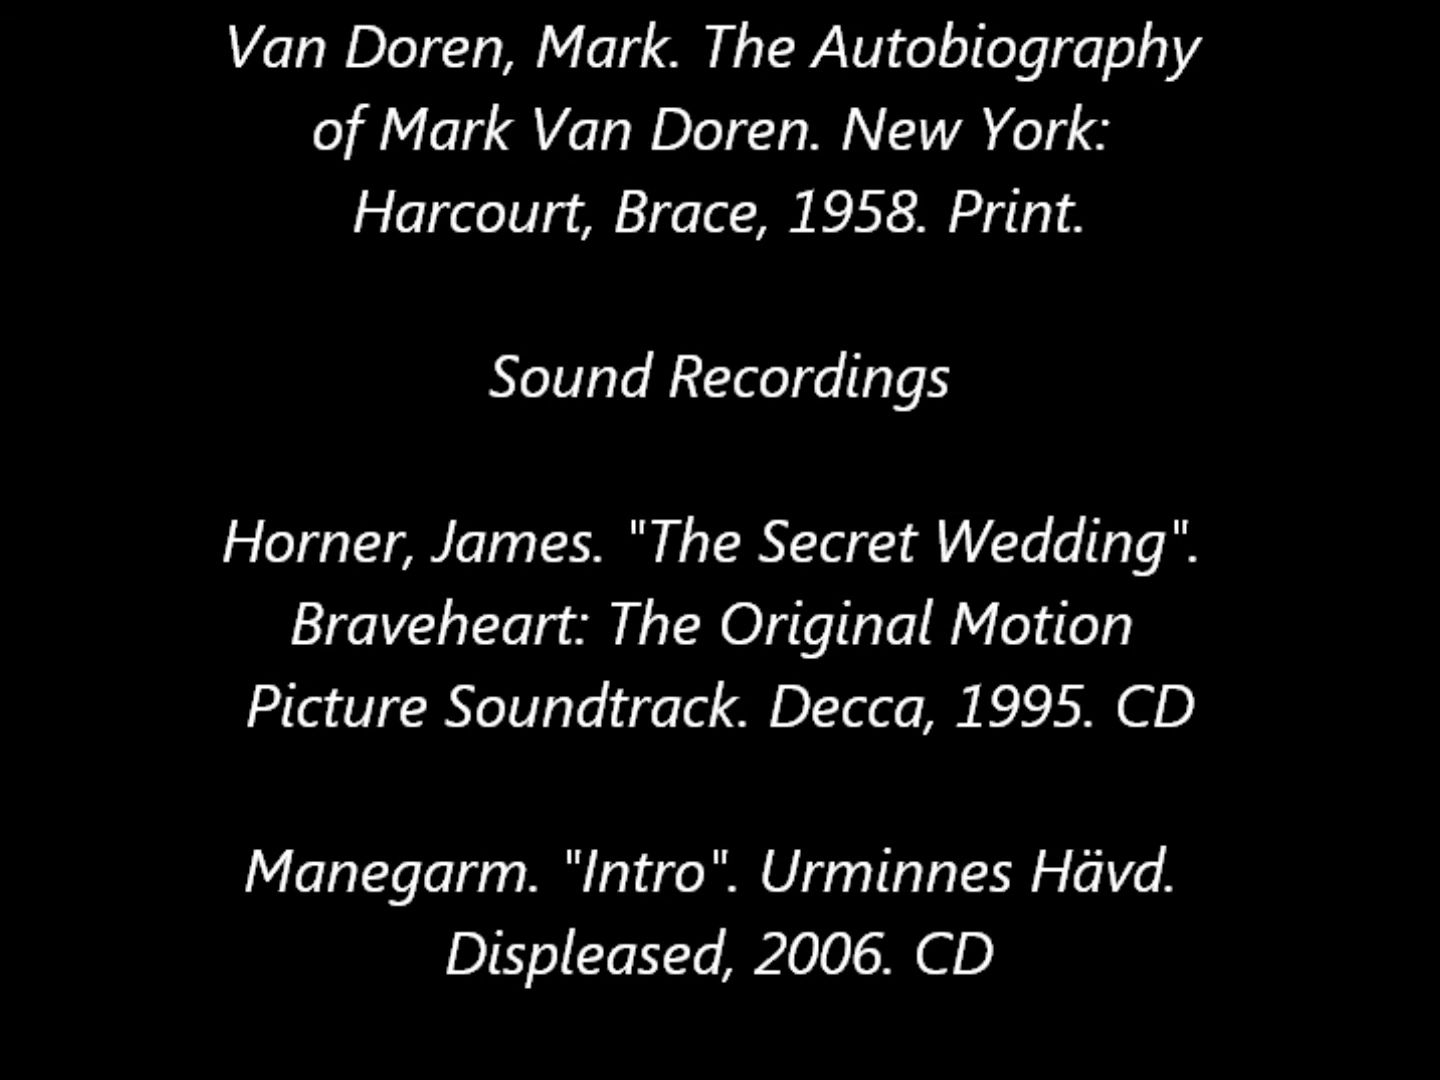 Van Doren, Mark. The Autobiography
of Mark Van Doren. New York:
Harcourt, Brace, 1958. Print.
Sound Recordings
Horner, James. "The Secret Wedding".
Braveheart: The Original Motion
Picture Soundtrack. Decca, 1995. CD
Manegarm. "Intro". Urminnes Hävd.
Displeased, 2006. CD